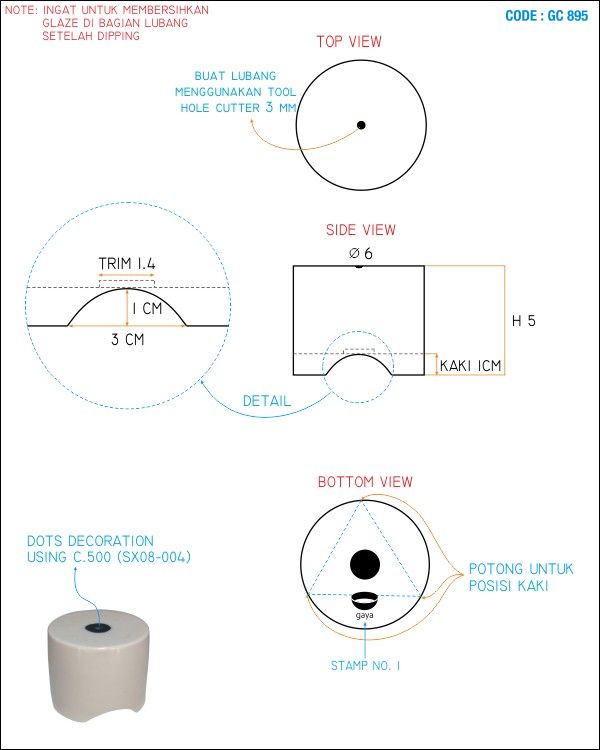 NOTE: INGAT UNTUK MEMBERSIHKAN
GLAZE DI BAGIAN LUBANG
SETELAH DIPPING
CODE : GC 895
TOP VIEW
BUAT LUBANG
MENGGUNAKAN TOOL
HOLE CUTTER 3 MM
SIDE VIEW
Ø 6
TRIM 1.4
1 CM
3 CM
H 5
KAKI 1CM
DETAIL
BOTTOM VIEW
DOTS DECORATION
USING C.500 (SX08-004)
POTONG UNTUK
POSISI KAKI
gaya
STAMP NO. 1